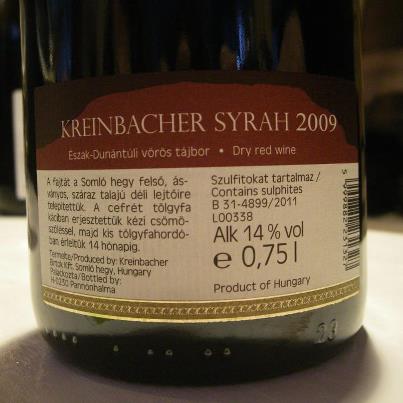 KREINBACHER SYRAH 2009
Észak-Dunántúli vörös tájbor • Dry red wine
A fajtát a Somló hegy felső, ás-
ványos, száraz talajú déli lejtőire
telepítettük. A cefrét tölgyfa
kádban erjesztettük kézi csömö-
szöléssel, majd kis tölgyfahordó-
ban érleltük 14 hónapig.
Termelte/Produced by: Kreinbacher
Birtok Kft. Somló hegy, Hungary
Palackozta/Bottled by:
H-0230 Pannonhalma
Szulfitokat tartalmaz /
Contains sulphites
B 31-4899/2011
L00338
Alk 14 % vol
e 0,75 l
Product of Hungary